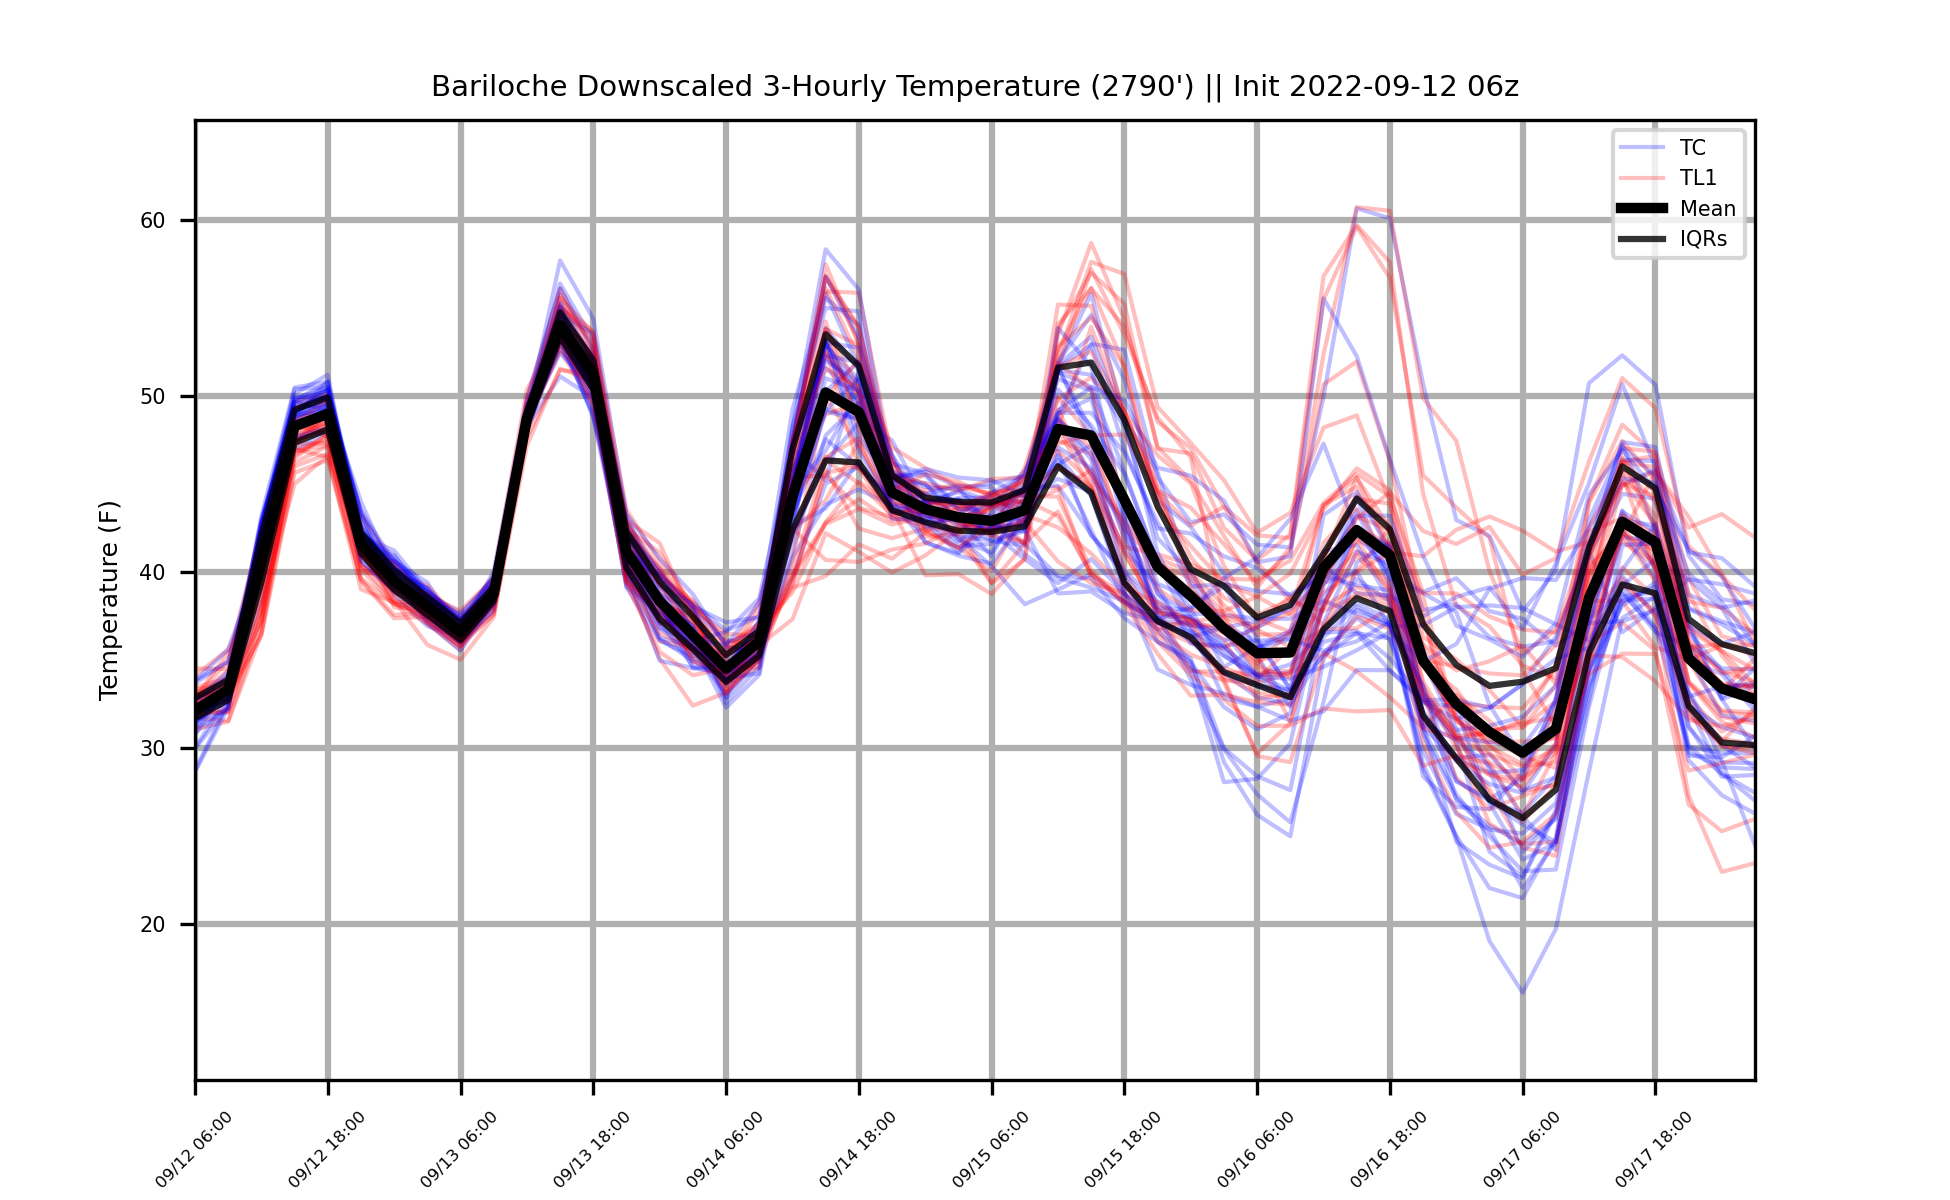 Bariloche Downscaled 3-Hourly Temperature (2790') || Init 2022-09-12 06z
TC
TL1
Mean
IQRs
Temperature (F)
60
50
40
30
20
09/12 06:00
09/12 18:00
09/13 06:00
09/13 18:00
09/14 06:00
09/14 18:00
09/15 06:00
09/15 18:00
09/16 06:00
09/16 18:00
09/17 06:00
09/17 18:00